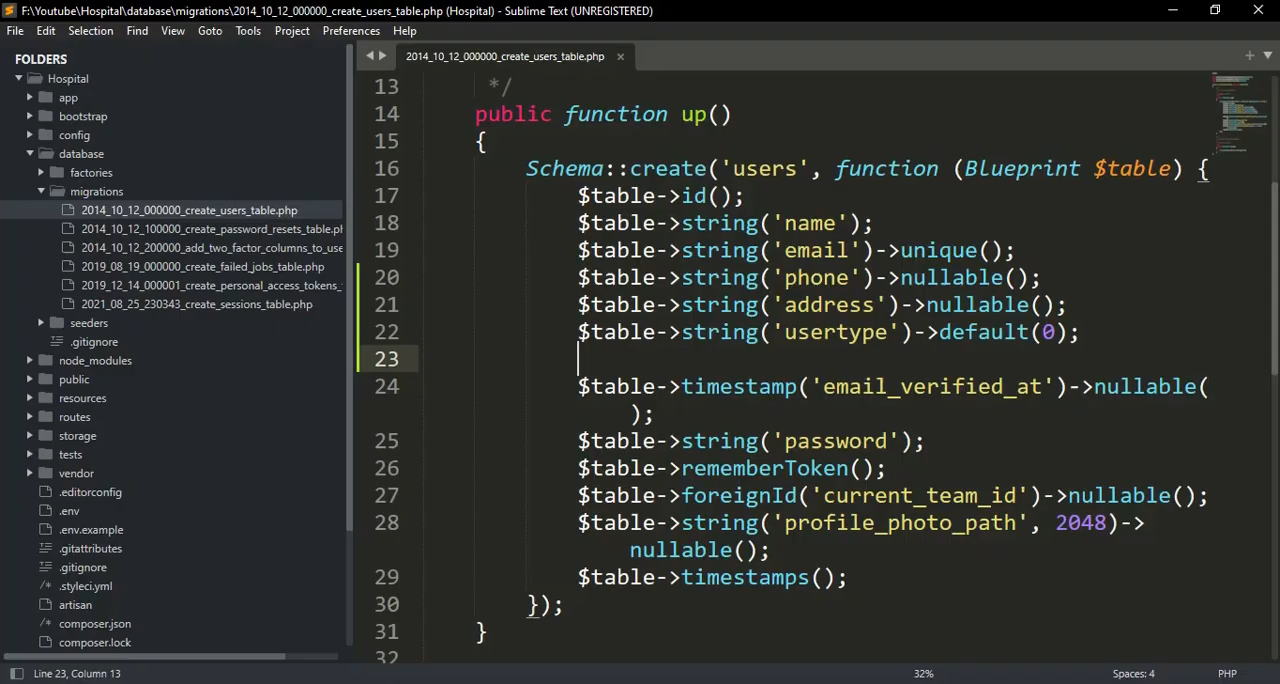 F:\Youtube\Hospital\database\migrations\2014_10_12_000000_create_users_table.php (Hospital) - Sublime Text (UNREGISTERED)
File Edit Selection Find View Goto Tools Project Preferences Help
FOLDERS
Hospital
app
bootstrap
config
database
factories
migrations
2014_10_12_000000_create_users_table.php
2014_10_12_100000_create_password_resets_table.ph
2014_10_12_200000_add_two_factor_columns_to_use
2019_08_19_000000_create_failed_jobs_table.php
2019_12_14_000001_create_personal_access_tokens_
2021_08_25_230343_create_sessions_table.php
seeders
.gitignore
node_modules
public
resources
routes
storage
tests
vendor
.editorconfig
.env
.env.example
.gitattributes
.gitignore
.styleci.yml
artisan
composer.json
composer.lock
2014_10_12_000000_create_users_table.php
13 */
14 public function up()
15 {
16 Schema::create('users', function (Blueprint $table) {
17 $table->id();
18 $table->string('name');
19 $table->string('email')->unique();
20 $table->string('phone')->nullable();
21 $table->string('address')->nullable();
22 $table->string('usertype')->default(0);
23
24 $table->timestamp('email_verified_at')->nullable(
);
25 $table->string('password');
26 $table->rememberToken();
27 $table->foreignId('current_team_id')->nullable();
28 $table->string('profile_photo_path', 2048)->
nullable();
29 $table->timestamps();
30 });
31 }
32
Line 23, Column 13 32% Spaces: 4 PHP